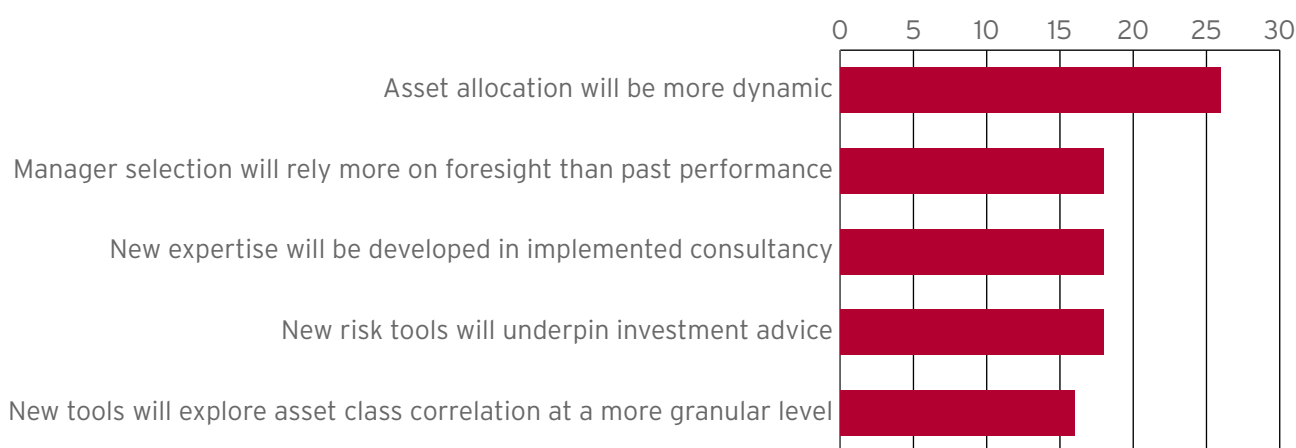 0 5 10 15 20 25 30
Asset allocation will be more dynamic
Manager selection will rely more on foresight than past performance
New expertise will be developed in implemented consultancy
New risk tools will underpin investment advice
New tools will explore asset class correlation at a more granular level